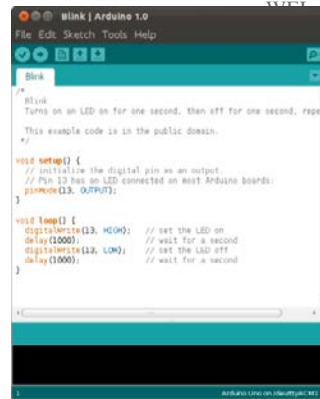 Blink | Arduino 1.0
File Edit Sketch Tools Help
Blink
/*
Blink
Turns on an LED on for one second, then off for one second, repe
This example code is in the public domain.
*/
void setup() {
// initialize the digital pin as an output.
// Pin 13 has an LED connected on most Arduino boards:
pinMode(13, OUTPUT);
}
void loop() {
digitalWrite(13, HIGH); // set the LED on
delay(1000); // wait for a second
digitalWrite(13, LOW); // set the LED off
delay(1000); // wait for a second
}
1
Arduino Uno on /dev/ttyACM1